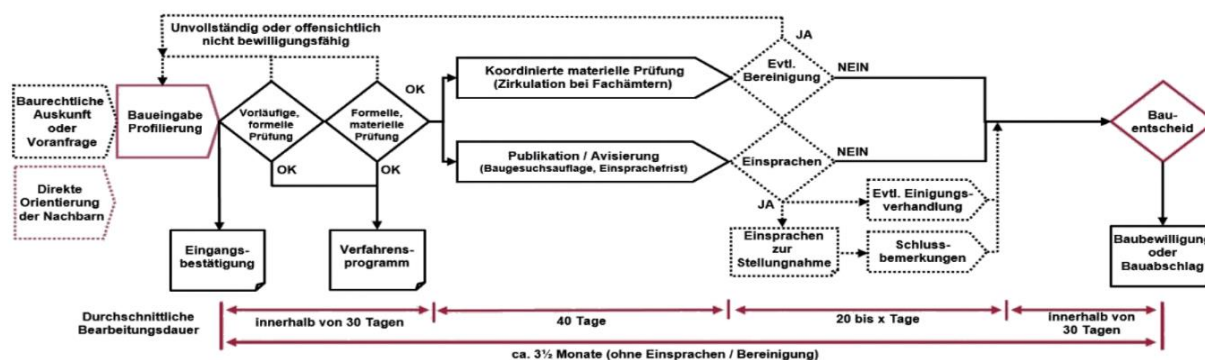 Unvollständig oder offensichtlich
nicht bewilligungsfähig
Baurechtliche
Auskunft
oder
Voranfrage
Direkte
Orientierung
der Nachbarn
Baueingabe
Profilierung
Vorläufige,
formelle
Prüfung
OK
Formelle,
materielle
Prüfung
OK
OK
Eingangs-
bestätigung
Verfahrens-
programm
Koordinierte materielle Prüfung
(Zirkulation bei Fachämtern)
Publikation / Avisierung
(Baugesuchsauflage, Einsprachefrist)
JA
Evtl.
Bereinigung
NEIN
Einsprachen
NEIN
JA
Evtl. Einigungs-
verhandlung
Einsprachen
zur
Stellungnahme
Schluss-
bemerkungen
Bau-
entscheid
Baubewilligung
oder
Bauabschlag
Durchschnittliche
Bearbeitungsdauer
innerhalb von 30 Tagen
40 Tage
20 bis x Tage
innerhalb von
30 Tagen
ca. 3½ Monate (ohne Einsprachen / Bereinigung)